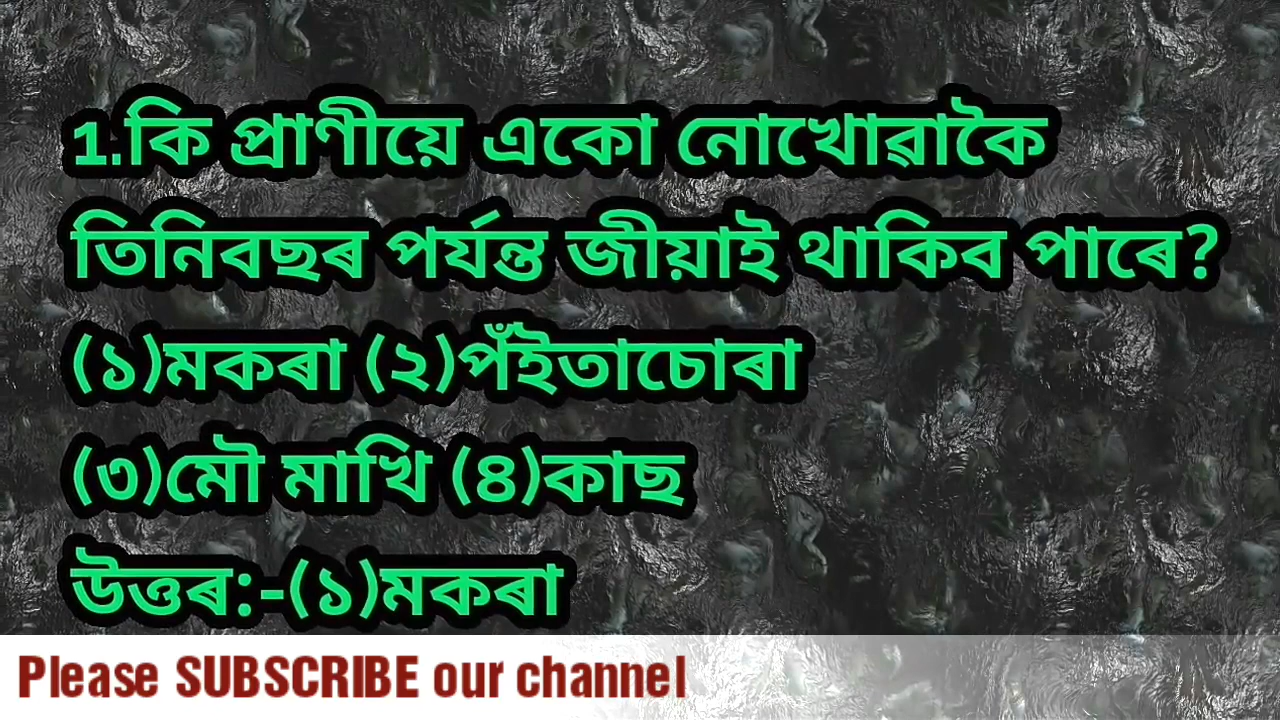 1.কি প্ৰাণীয়ে একো নোখোৱাকৈ
তিনিবছৰ পৰ্যন্ত জীয়াই থাকিব পাৰে?
(১)মকৰা (২)পঁইতাচোৰা
(৩)মৌ মাখি (৪)কাছ
উত্তৰ:-(১)মকৰা
Please SUBSCRIBE our channel